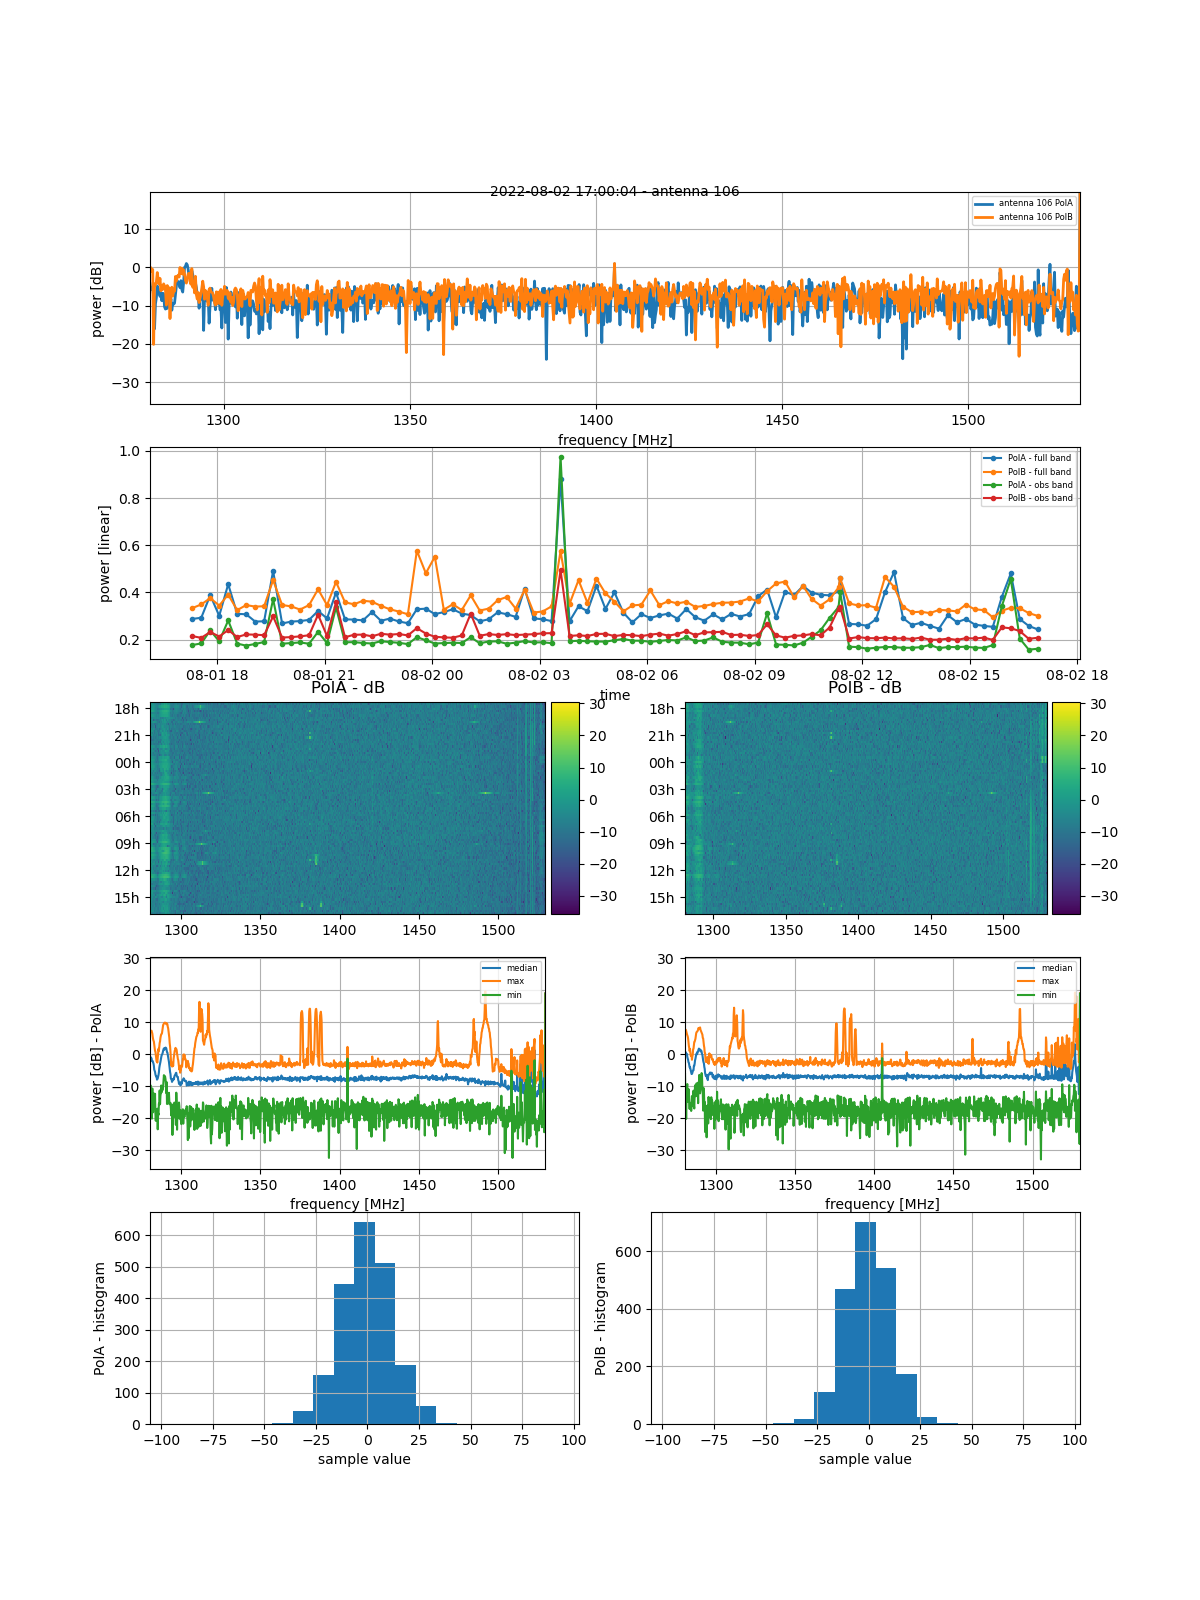 2022-08-02 17:00:04 - antenna 106
antenna 106 PolA
antenna 106 PolB
power [dB]
10
0
−10
−20
−30
1300 1350 1400 1450 1500
frequency [MHz]
power [linear]
1.0
0.8
0.6
0.4
0.2
PolA - full band
PolB - full band
PolA - obs band
PolB - obs band
08-01 18 08-01 21 08-02 00 08-02 03 08-02 06 08-02 09 08-02 12 08-02 15 08-02 18
time
PolA - dB
18h
21h
00h
03h
06h
09h
12h
15h
1300 1350 1400 1450 1500
30
20
10
0
−10
−20
−30
PolB - dB
18h
21h
00h
03h
06h
09h
12h
15h
1300 1350 1400 1450 1500
30
20
10
0
−10
−20
−30
power [dB] - PolA
30
20
10
0
−10
−20
−30
median
max
min
1300 1350 1400 1450 1500
frequency [MHz]
power [dB] - PolB
30
20
10
0
−10
−20
−30
median
max
min
1300 1350 1400 1450 1500
frequency [MHz]
PolA - histogram
600
500
400
300
200
100
0
−100 −75 −50 −25 0 25 50 75 100
sample value
PolB - histogram
600
400
200
0
−100 −75 −50 −25 0 25 50 75 100
sample value